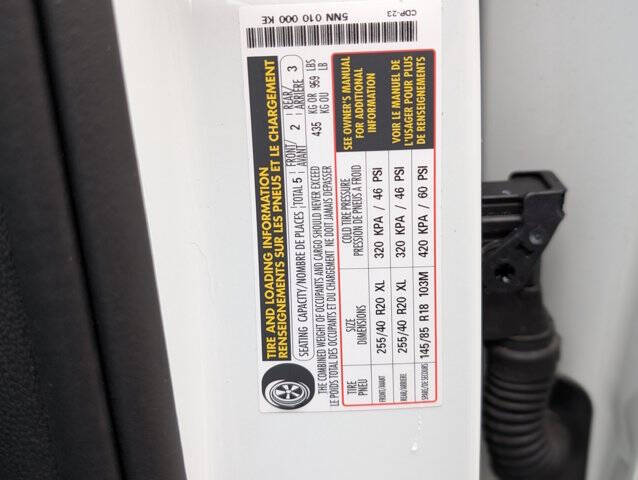 TIRE AND LOADING INFORMATION
RENSEIGNEMENTS SUR LES PNEUS ET LE CHARGEMENT
SEATING CAPACITY/NOMBRE DE PLACES TOTAL 5 FRONT/AVANT 2 REAR/ARRIÈRE 3
THE COMBINED WEIGHT OF OCCUPANTS AND CARGO SHOULD NEVER EXCEED 435 KG OR 959 LBS
LE POIDS TOTAL DES OCCUPANTS ET DU CHARGEMENT NE DOIT JAMAIS DEPASSER KG OU LB
TIRE SIZE COLD TIRE PRESSURE
PNEU DIMENSIONS PRESSION DE PNEUS A FROID
FRONT/AVANT 255/40 R20 XL 320 KPA / 46 PSI
REAR/ARRIERE 255/40 R20 XL 320 KPA / 46 PSI
SPARE/DE SECOURS 145/85 R18 103M 420 KPA / 60 PSI
SEE OWNER'S MANUAL
FOR ADDITIONAL
INFORMATION
VOIR LE MANUEL DE
L'USAGER POUR PLUS
DE RENSEIGNEMENTS
5NN 010 000 KE
CDP-23